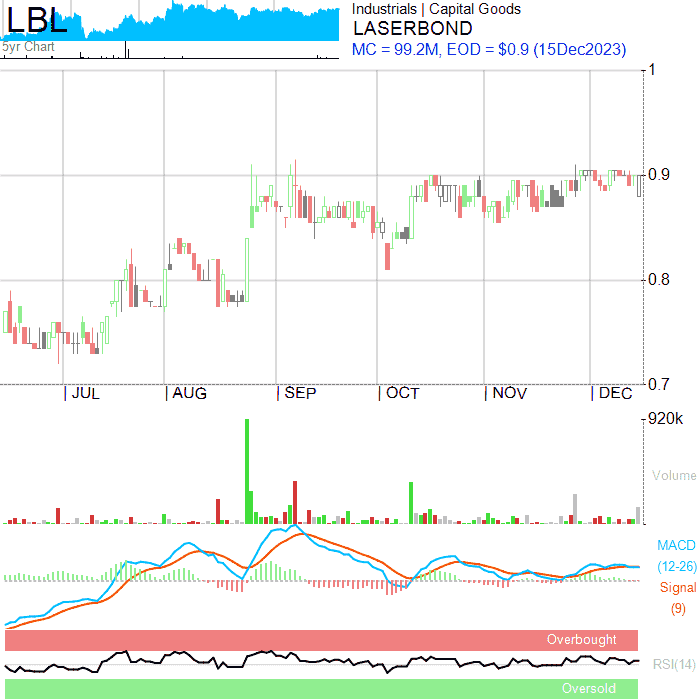 LBL
5yr Chart
Industrials | Capital Goods
LASERBOND
MC = 99.2M, EOD = $0.9 (15Dec2023)
1
0.9
0.8
0.7
JUL AUG SEP OCT NOV DEC
920k
Volume
MACD
(12-26)
Signal
(9)
Overbought
RSI(14)
Oversold